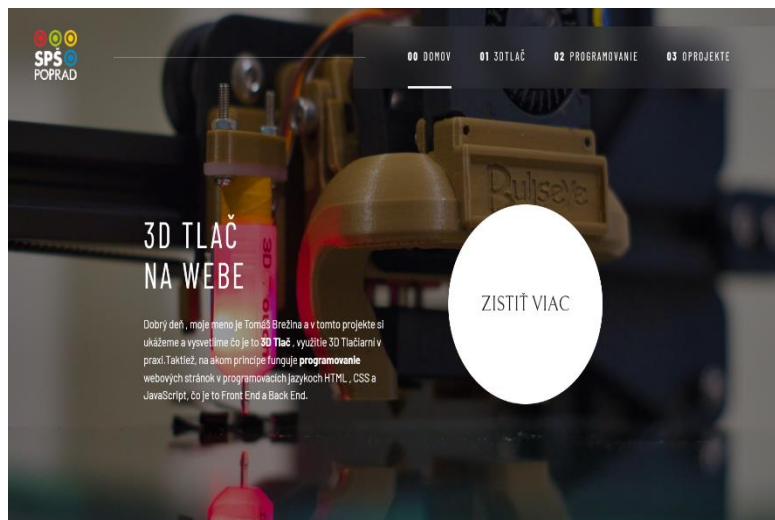 SPŠ
POPRAD
00 DOMOV 01 3DTLAČ 02 PROGRAMOVANIE 03 OPROJEKTE
Bullseye
3D TLAČ
NA WEBE
ZISTIŤ VIAC
Dobrý deň , moje meno je Tomáš Brežina a v tomto projekte si
ukážeme a vysvetlíme čo je to 3D Tlač , využitie 3D Tlačiarní v
praxi.Taktiež, na akom princípe funguje programovanie
webových stránok v programovacích jazykoch HTML , CSS a
JavaScript, čo je to Front End a Back End.